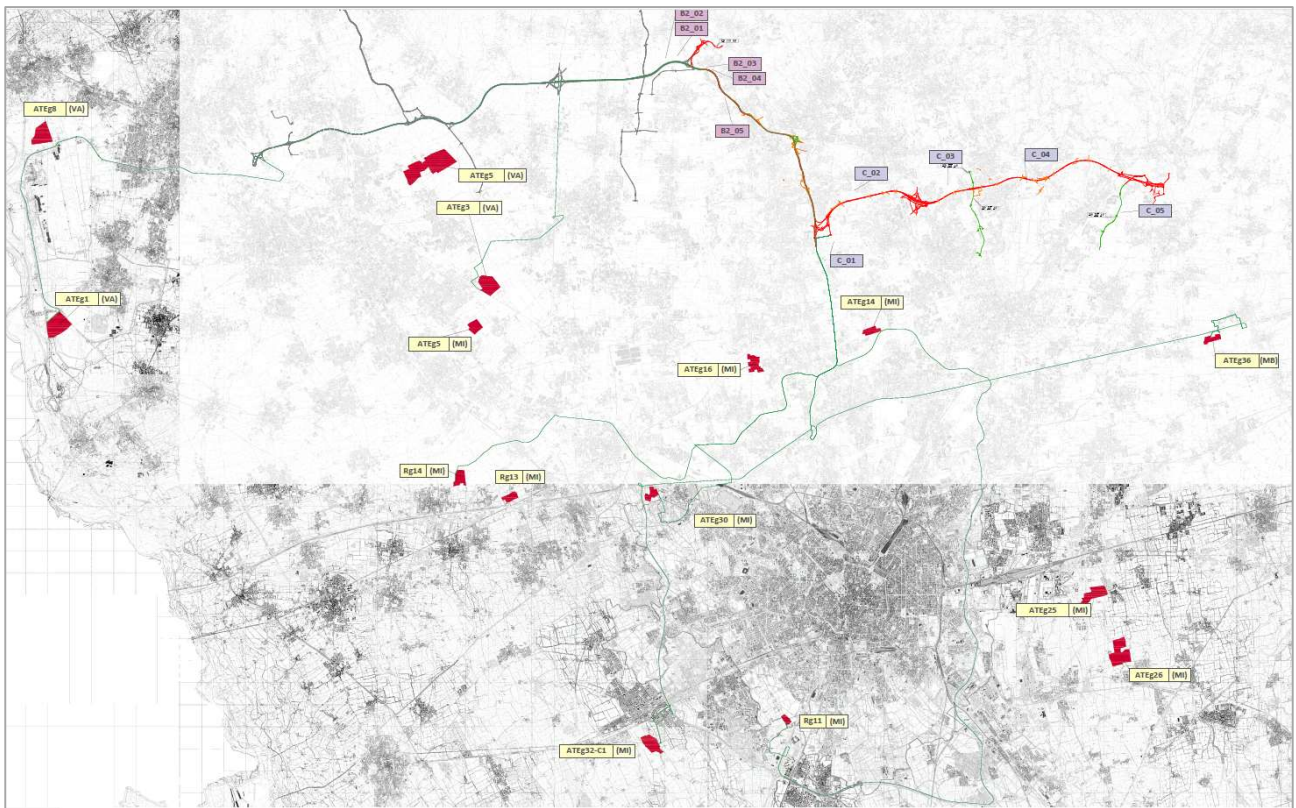 B2_02
B2_01
B2_03
B2_04
ATEg8 (VA)
B2_05
C_03
C_04
C_02
ATEg5 (VA)
ATEg3 (VA)
C_05
C_01
ATEg1 (VA)
ATEg14 (MI)
ATEg5 (MI)
ATEg16 (MI)
ATEg36 (MB)
Rg14 (MI)
Rg13 (MI)
ATEg30 (MI)
ATEg25 (MI)
ATEg26 (MI)
Rg11 (MI)
ATEg32-C1 (MI)